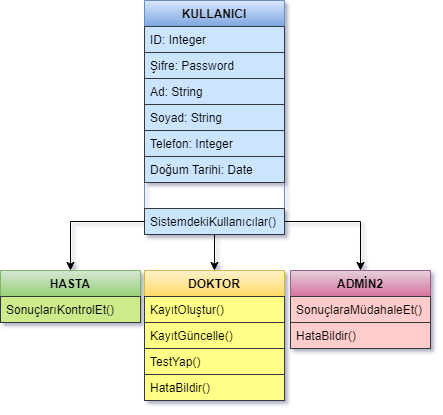 KULLANICI
ID: Integer
Şifre: Password
Ad: String
Soyad: String
Telefon: Integer
Doğum Tarihi: Date
SistemdekiKullanıcılar()
HASTA
SonuçlarıKontrolEt()
DOKTOR
KayıtOluştur()
KayıtGüncelle()
TestYap()
HataBildir()
ADMİN2
SonuçlaraMüdahaleEt()
HataBildir()